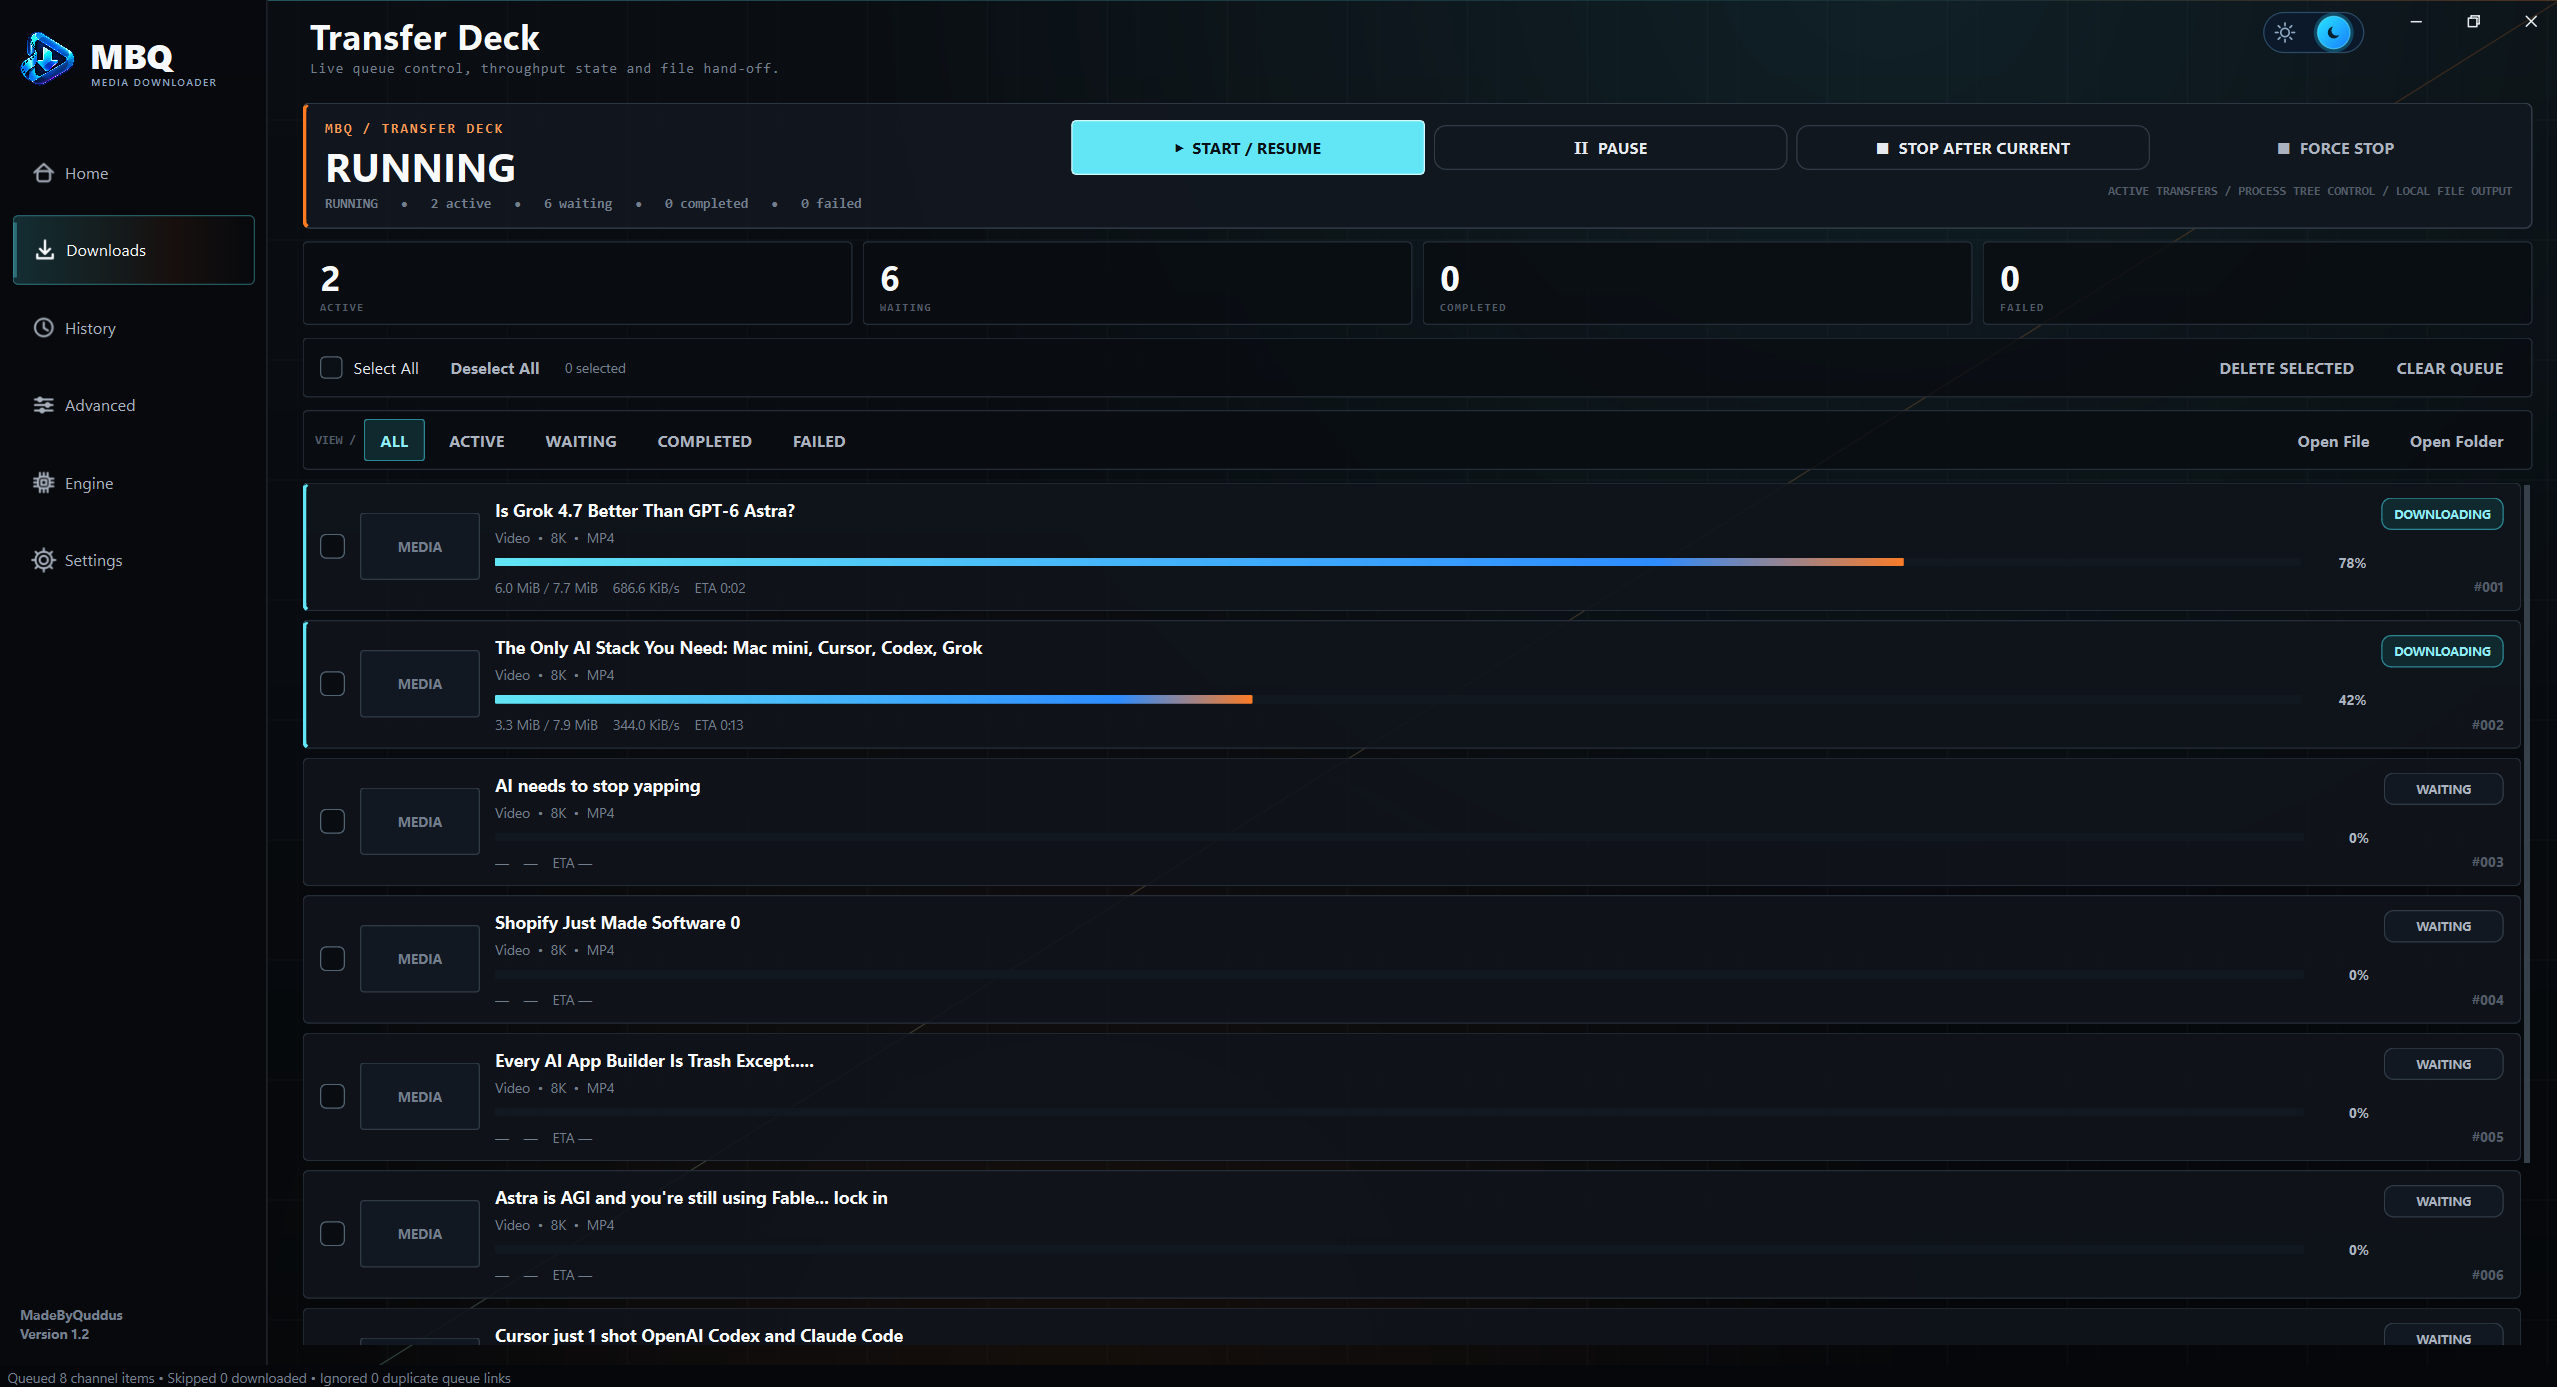 MBQ
MEDIA DOWNLOADER
Home
Downloads
History
Advanced
Engine
Settings
MadeByQuddus
Version 1.2
Transfer Deck
Live queue control, throughput state and file hand-off.
MBQ / TRANSFER DECK
RUNNING
RUNNING • 2 active • 6 waiting • 0 completed • 0 failed
START / RESUME
PAUSE
STOP AFTER CURRENT
FORCE STOP
ACTIVE TRANSFERS / PROCESS TREE CONTROL / LOCAL FILE OUTPUT
2
ACTIVE
6
WAITING
0
COMPLETED
0
FAILED
Select All Deselect All 0 selected DELETE SELECTED CLEAR QUEUE
VIEW / ALL ACTIVE WAITING COMPLETED FAILED Open File Open Folder
MEDIA
Is Grok 4.7 Better Than GPT-6 Astra?
DOWNLOADING
Video • 8K • MP4
78%
6.0 MiB / 7.7 MiB 686.6 KiB/s ETA 0:02
#001
MEDIA
The Only AI Stack You Need: Mac mini, Cursor, Codex, Grok
DOWNLOADING
Video • 8K • MP4
42%
3.3 MiB / 7.9 MiB 344.0 KiB/s ETA 0:13
#002
MEDIA
AI needs to stop yapping
WAITING
Video • 8K • MP4
0%
— — ETA —
#003
MEDIA
Shopify Just Made Software 0
WAITING
Video • 8K • MP4
0%
— — ETA —
#004
MEDIA
Every AI App Builder Is Trash Except.....
WAITING
Video • 8K • MP4
0%
— — ETA —
#005
MEDIA
Astra is AGI and you're still using Fable... lock in
WAITING
Video • 8K • MP4
0%
— — ETA —
#006
Cursor just 1 shot OpenAI Codex and Claude Code
WAITING
Queued 8 channel items • Skipped 0 downloaded • Ignored 0 duplicate queue links